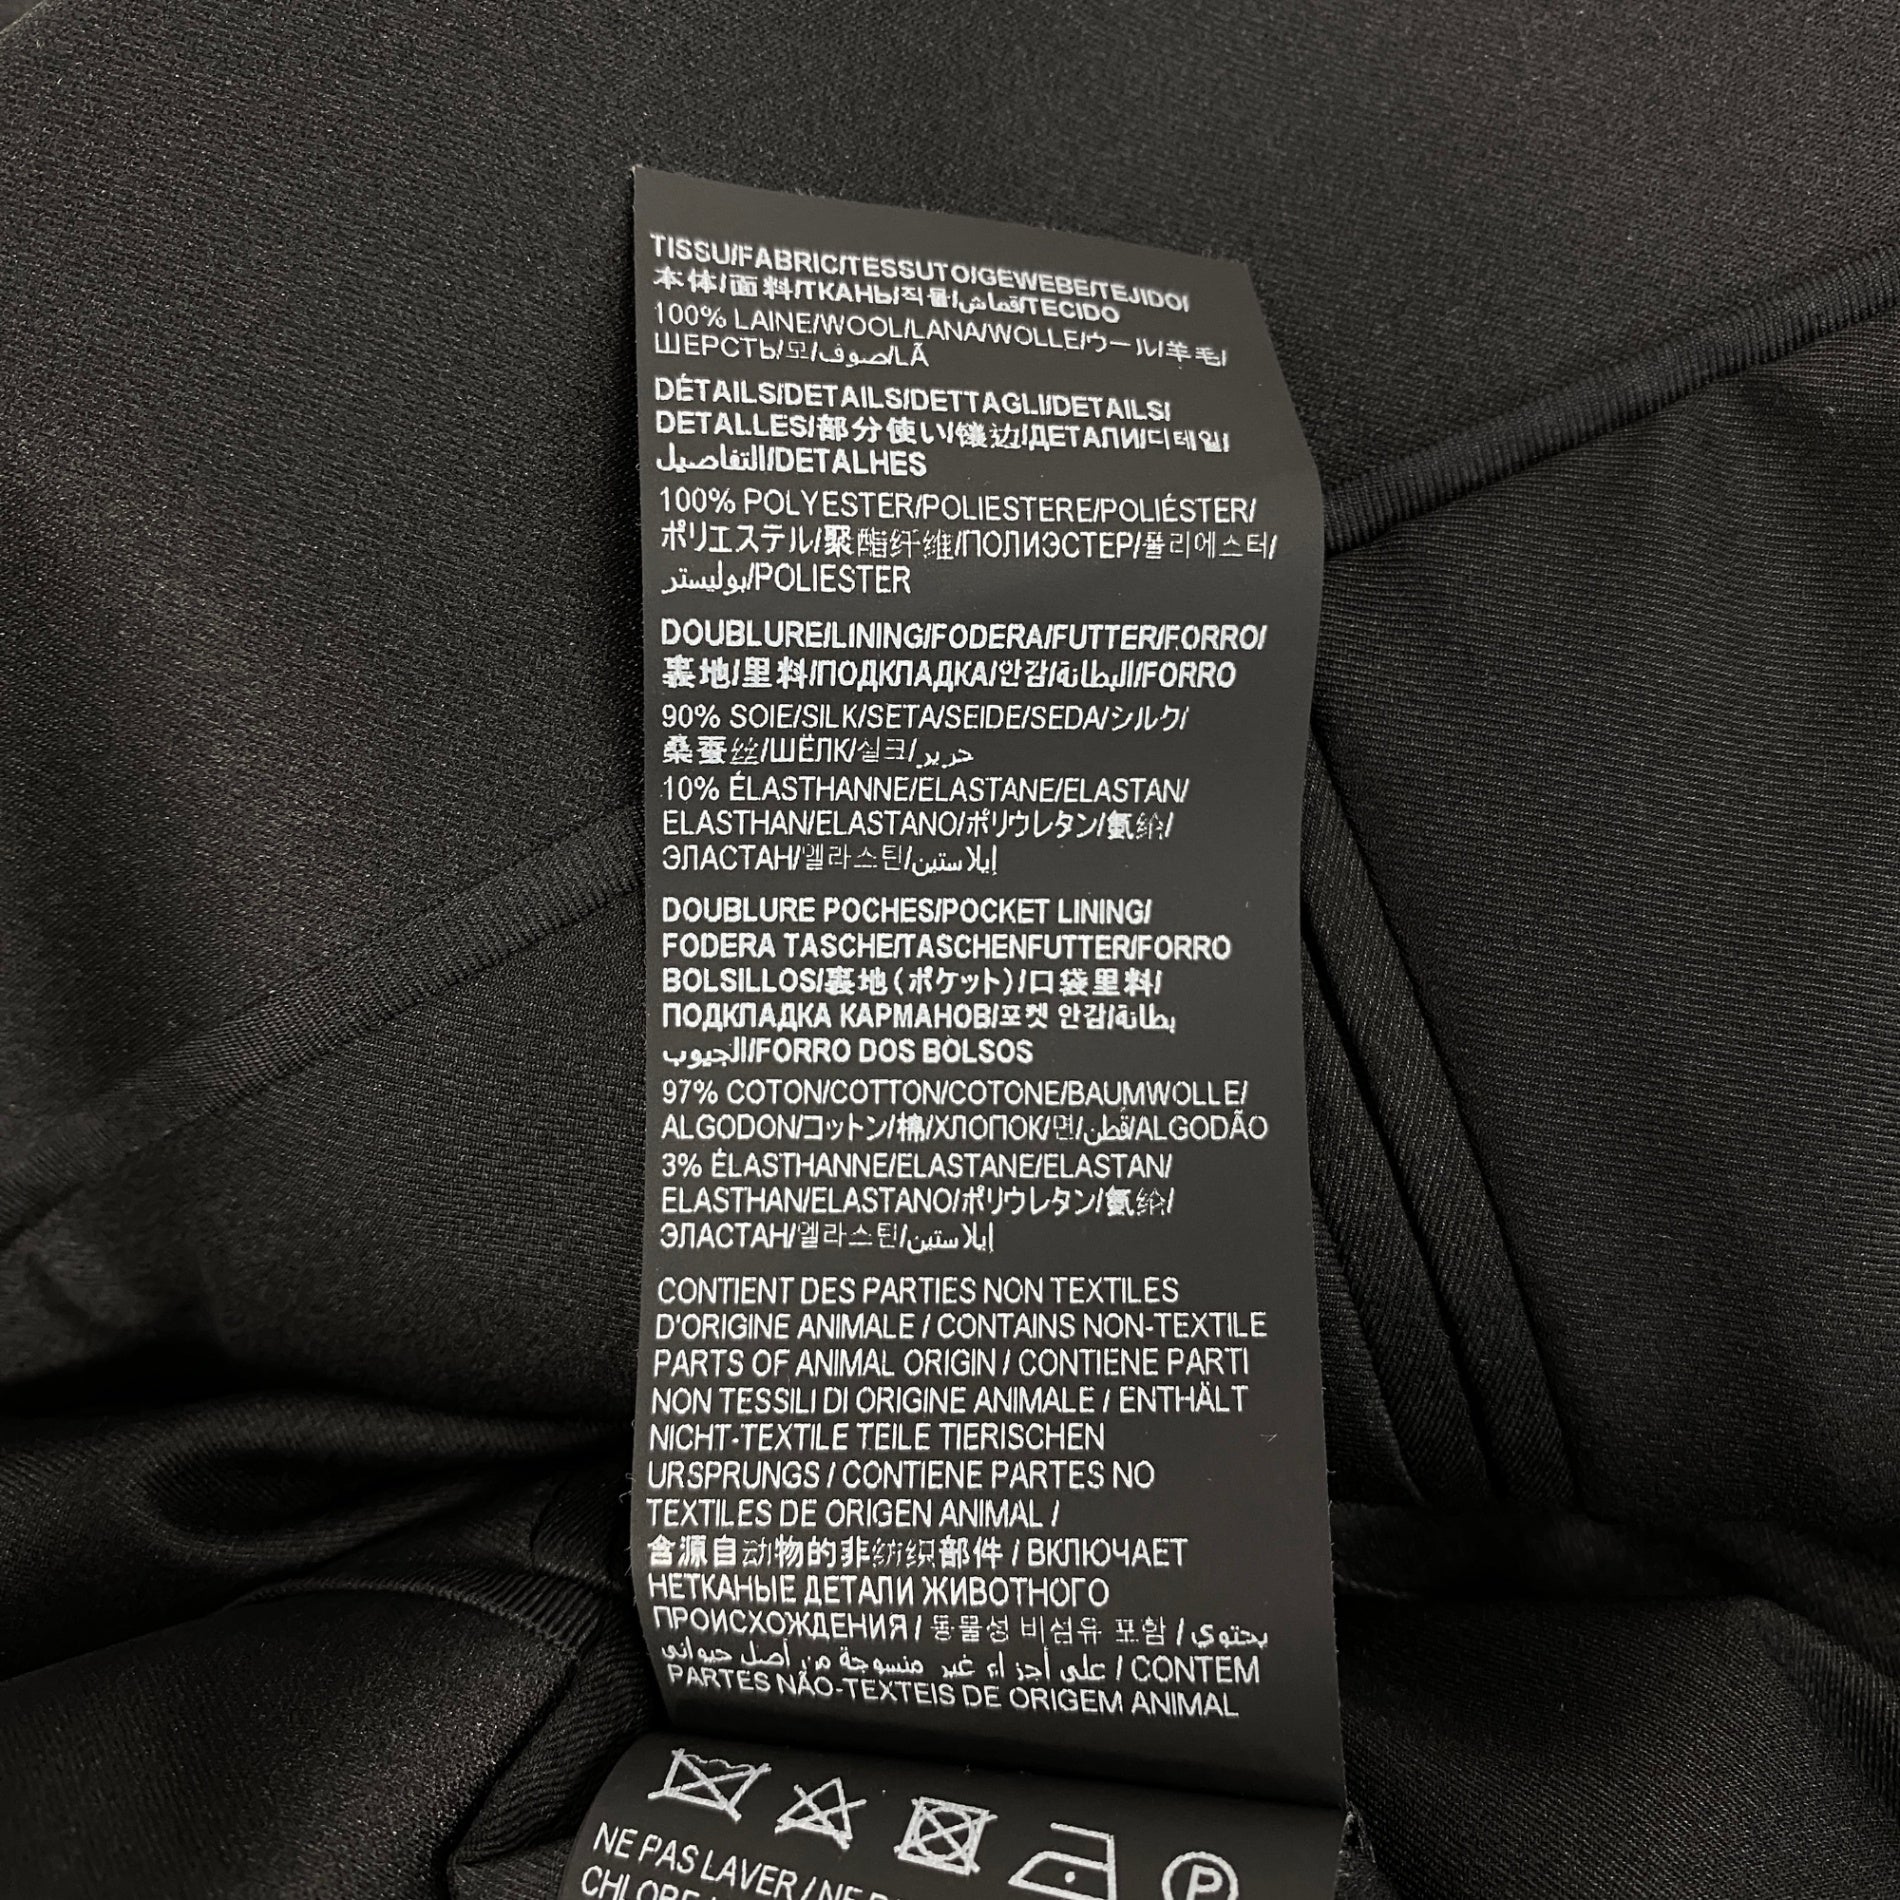 TISSU/FABRIC/TESSUTO/GEWEBE/TEJIDO/
本体/面料/ТКАНЬ/직물/قماش/TECIDO
100% LAINE/WOOL/LANA/WOLLE/ウール/羊毛/
ШЕРСТЬ/모/صوف/LÃ
DÉTAILS/DETAILS/DETTAGLI/DETAILS/
DETALLES/部分使い/镶边/ДЕТАЛИ/디테일/
التفاصيل/DETALHES
100% POLYESTER/POLIESTERE/POLIÉSTER/
ポリエステル/聚酯纤维/ПОЛИЭСТЕР/폴리에스터/
بوليستر/POLIESTER
DOUBLURE/LINING/FODERA/FUTTER/FORRO/
裏地/里料/ПОДКЛАДКА/안감/البطانة/FORRO
90% SOIE/SILK/SETA/SEIDE/SEDA/シルク/
桑蚕丝/ШЁЛК/실크/حرير
10% ÉLASTHANNE/ELASTANE/ELASTAN/
ELASTHAN/ELASTANO/ポリウレタン/氨纶/
ЭЛАСТАН/엘라스틴/إيلاستين
DOUBLURE POCHES/POCKET LINING/
FODERA TASCHE/TASCHENFUTTER/FORRO
BOLSILLOS/裏地(ポケット)/口袋里料/
ПОДКЛАДКА КАРМАНОВ/포켓 안감/بطانة
الجيوب/FORRO DOS BOLSOS
97% COTON/COTTON/COTONE/BAUMWOLLE/
ALGODON/コットン/棉/ХЛОПОК/면/قطن/ALGODÃO
3% ÉLASTHANNE/ELASTANE/ELASTAN/
ELASTHAN/ELASTANO/ポリウレタン/氨纶/
ЭЛАСТАН/엘라스틴/إيلاستين
CONTIENT DES PARTIES NON TEXTILES
D'ORIGINE ANIMALE / CONTAINS NON-TEXTILE
PARTS OF ANIMAL ORIGIN / CONTIENE PARTI
NON TESSILI DI ORIGINE ANIMALE / ENTHÄLT
NICHT-TEXTILE TEILE TIERISCHEN
URSPRUNGS / CONTIENE PARTES NO
TEXTILES DE ORIGEN ANIMAL /
含源自动物的非纺织部件 / ВКЛЮЧАЕТ
НЕТКАНЫЕ ДЕТАЛИ ЖИВОТНОГО
ПРОИСХОЖДЕНИЯ / 동물성 비섬유 포함 / يحتوي
على أجزاء غير منسوجة من أصل حيواني / CONTEM
PARTES NÃO-TEXTEIS DE ORIGEM ANIMAL
P
NE PAS LAVER / NE